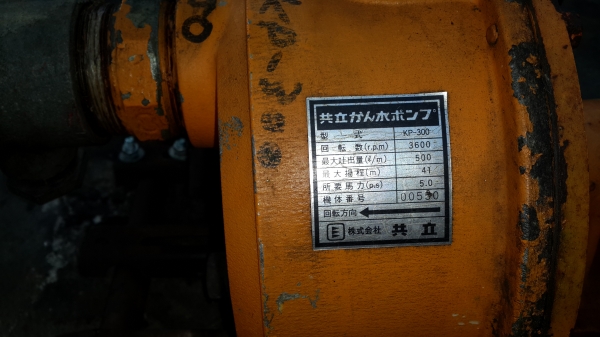 共立かん水ポンプ
型式 KP-300
回転数(r.p.m) 3600
最大吐出量(ℓ/m) 500
最大揚程(m) 41
所要馬力(p.s) 5.0
機体番号 00530
回転方向
株式会社 共立